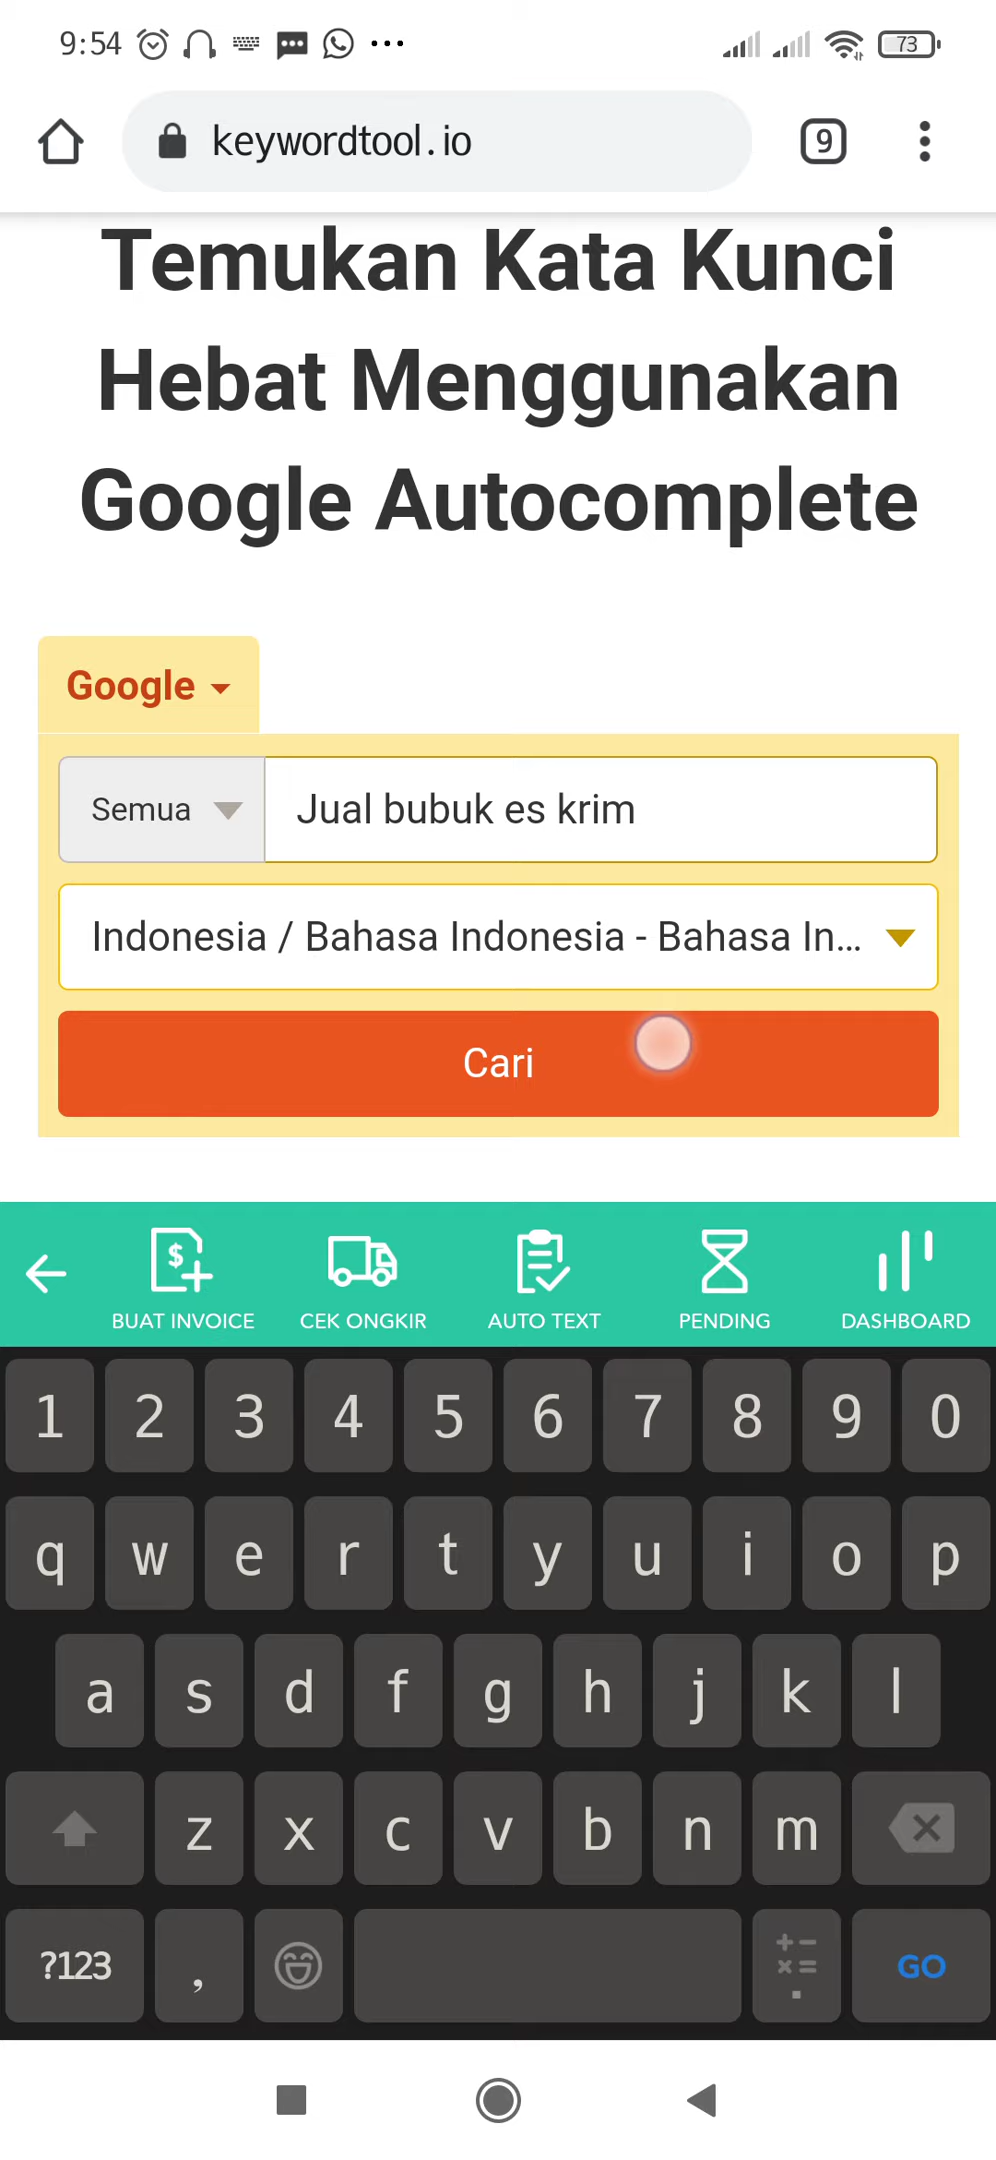 9:54
73
keywordtool.io
9
Temukan Kata Kunci
Hebat Menggunakan
Google Autocomplete
Google
Semua
Jual bubuk es krim
Indonesia / Bahasa Indonesia - Bahasa In...
Cari
$
BUAT INVOICE
CEK ONGKIR
AUTO TEXT
PENDING
DASHBOARD
1 2 3 4 5 6 7 8 9 0
q w e r t y u i o p
a s d f g h j k l
z x c v b n m
?123 , + - × = . GO